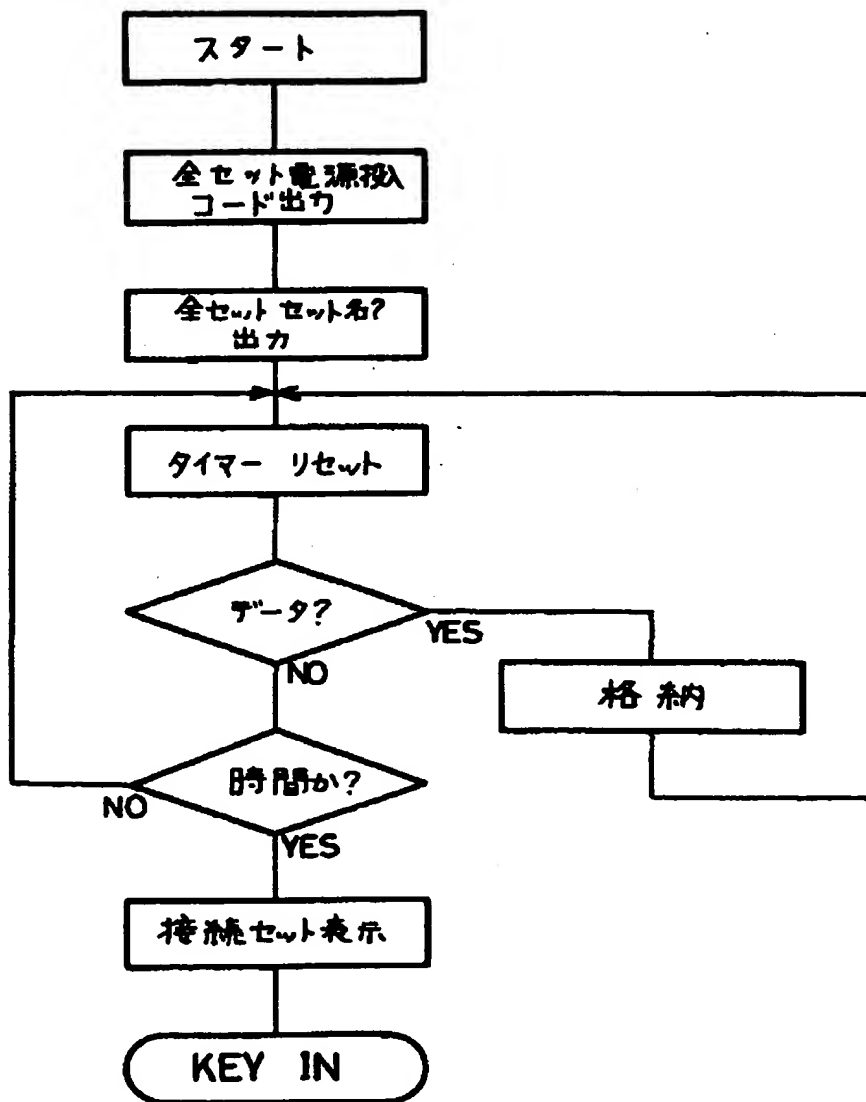 スタート
全セット電源投入
コード出力
全セット セット名?
出力
タイマー リセット
データ?
YES
NO
格納
時間か?
NO
YES
接続セット表示
KEY IN